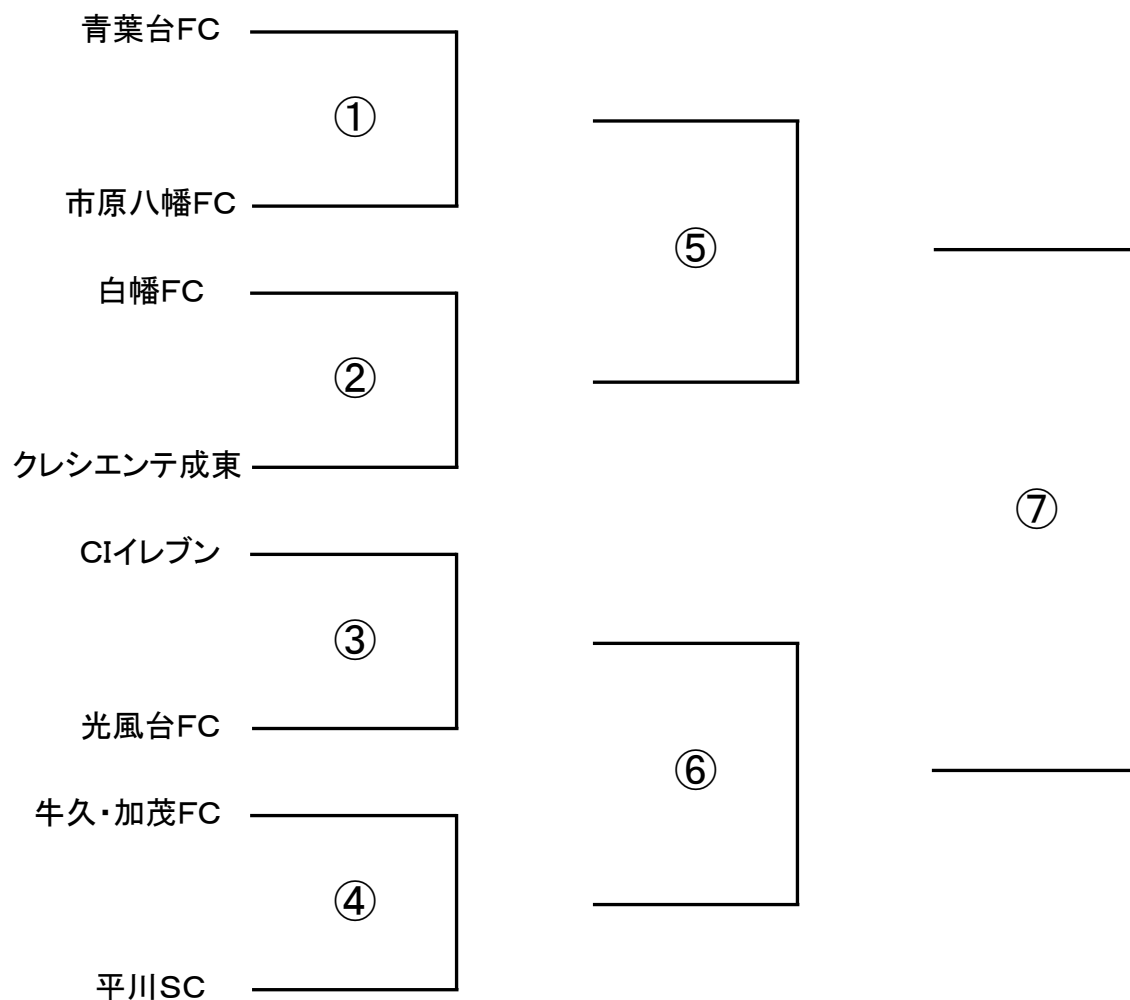 青葉台FC
①
市原八幡FC
⑤
白幡FC
②
クレシエンテ成東
CIイレブン
⑦
③
光風台FC
⑥
牛久・加茂FC
④
平川SC